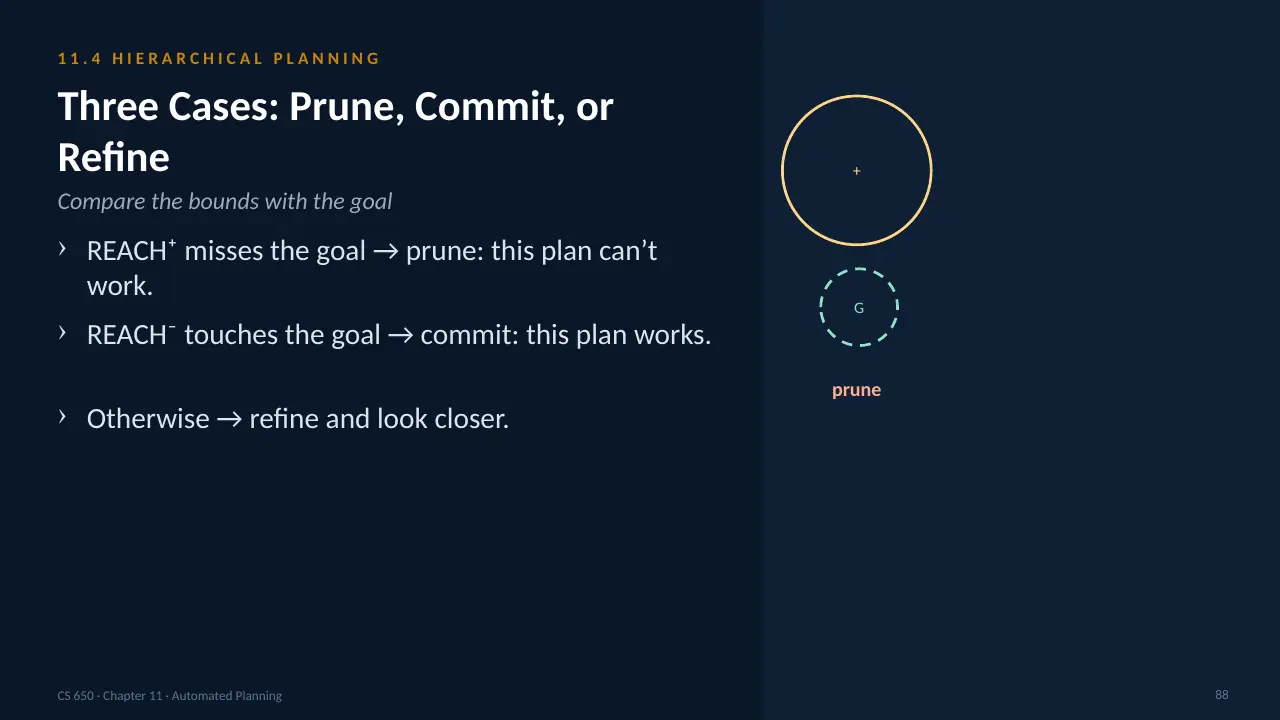 11.4 HIERARCHICAL PLANNING
Three Cases: Prune, Commit, or
Refine
Compare the bounds with the goal
› REACH⁺ misses the goal → prune: this plan can’t
work.
› REACH⁻ touches the goal → commit: this plan works.
› Otherwise → refine and look closer.
+
G
prune
CS 650 · Chapter 11 · Automated Planning
88